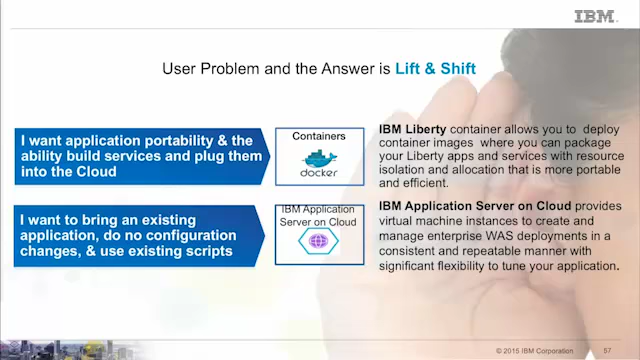 IBM
User Problem and the Answer is Lift & Shift
I want application portability & the
ability build services and plug them
into the Cloud
Containers
docker
IBM Liberty container allows you to deploy
container images where you can package
your Liberty apps and services with resource
isolation and allocation that is more portable
and efficient.
I want to bring an existing
application, do no configuration
changes, & use existing scripts
IBM Application
Server on Cloud
IBM Application Server on Cloud provides
virtual machine instances to create and
manage enterprise WAS deployments in a
consistent and repeatable manner with
significant flexibility to tune your application.
© 2015 IBM Corporation
57